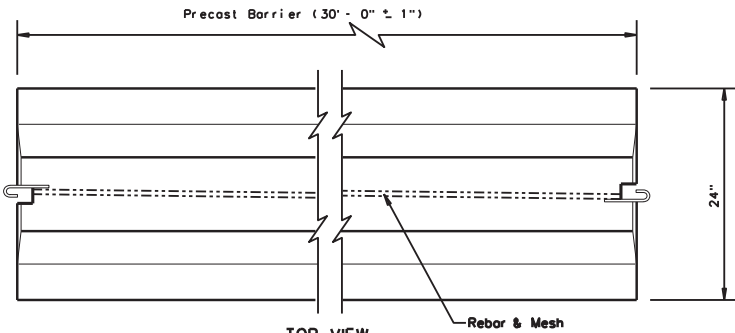 Precast Barrier (30' - 0" ± 1")
24"
Rebar & Mesh
TOP VIEW